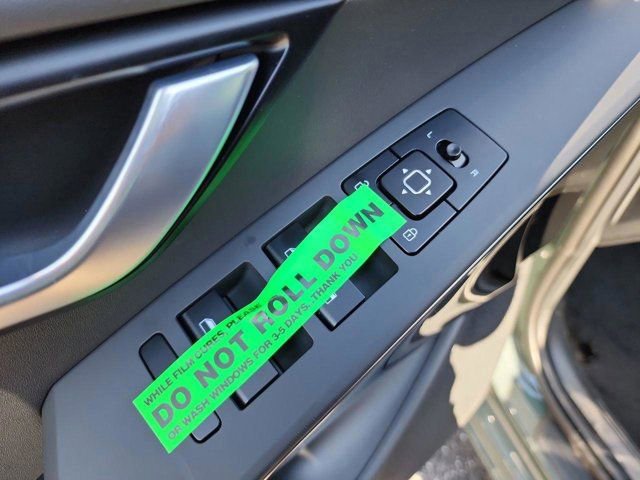 L
R
WHILE FILM CURES, PLEASE
DO NOT ROLL DOWN
OR WASH WINDOWS FOR 3-5 DAYS. THANK YOU